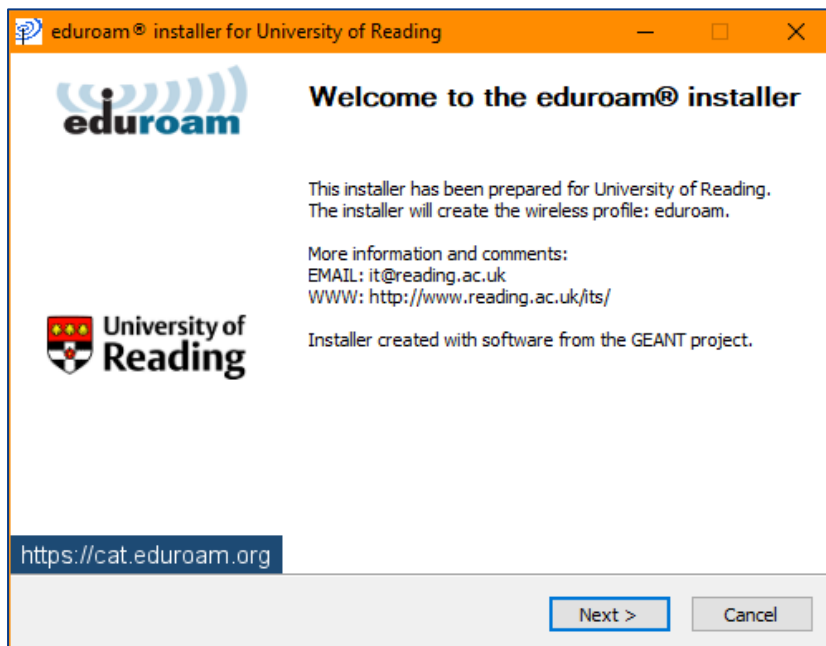 eduroam® installer for University of Reading
eduroam
Welcome to the eduroam® installer
This installer has been prepared for University of Reading.
The installer will create the wireless profile: eduroam.
More information and comments:
EMAIL: it@reading.ac.uk
WWW: http://www.reading.ac.uk/its/
Installer created with software from the GEANT project.
University of
Reading
https://cat.eduroam.org
Next >
Cancel